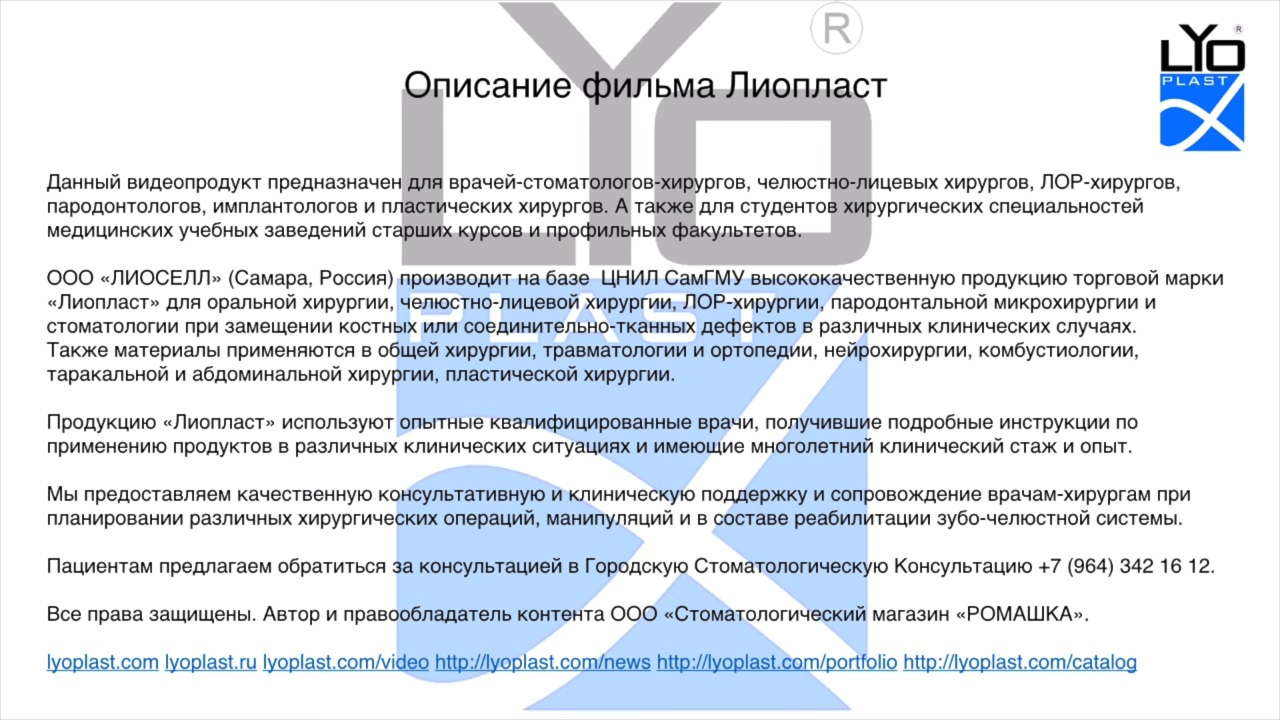 LYO
PLAST
®
Описание фильма Лиопласт
Данный видеопродукт предназначен для врачей-стоматологов-хирургов, челюстно-лицевых хирургов, ЛОР-хирургов,
пародонтологов, имплантологов и пластических хирургов. А также для студентов хирургических специальностей
медицинских учебных заведений старших курсов и профильных факультетов.
ООО «ЛИОСЕЛЛ» (Самара, Россия) производит на базе  ЦНИЛ СамГМУ высококачественную продукцию торговой марки
«Лиопласт» для оральной хирургии, челюстно-лицевой хирургии, ЛОР-хирургии, пародонтальной микрохирургии и
стоматологии при замещении костных или соединительно-тканных дефектов в различных клинических случаях.
Также материалы применяются в общей хирургии, травматологии и ортопедии, нейрохирургии, комбустиологии,
таракальной и абдоминальной хирургии, пластической хирургии.
Продукцию «Лиопласт» используют опытные квалифицированные врачи, получившие подробные инструкции по
применению продуктов в различных клинических ситуациях и имеющие многолетний клинический стаж и опыт.
Мы предоставляем качественную консультативную и клиническую поддержку и сопровождение врачам-хирургам при
планировании различных хирургических операций, манипуляций и в составе реабилитации зубо-челюстной системы.
Пациентам предлагаем обратиться за консультацией в Городскую Стоматологическую Консультацию +7 (964) 342 16 12.
Все права защищены. Автор и правообладатель контента ООО «Стоматологический магазин «РОМАШКА».
lyoplast.com lyoplast.ru lyoplast.com/video http://lyoplast.com/news http://lyoplast.com/portfolio http://lyoplast.com/catalog
LYO
PLAST
®